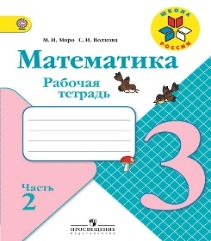 ШКОЛА
РОССИИ
М. И. Моро С. И. Волкова
Математика
Рабочая
тетрадь
3
Часть
2
ПРОСВЕЩЕНИЕ